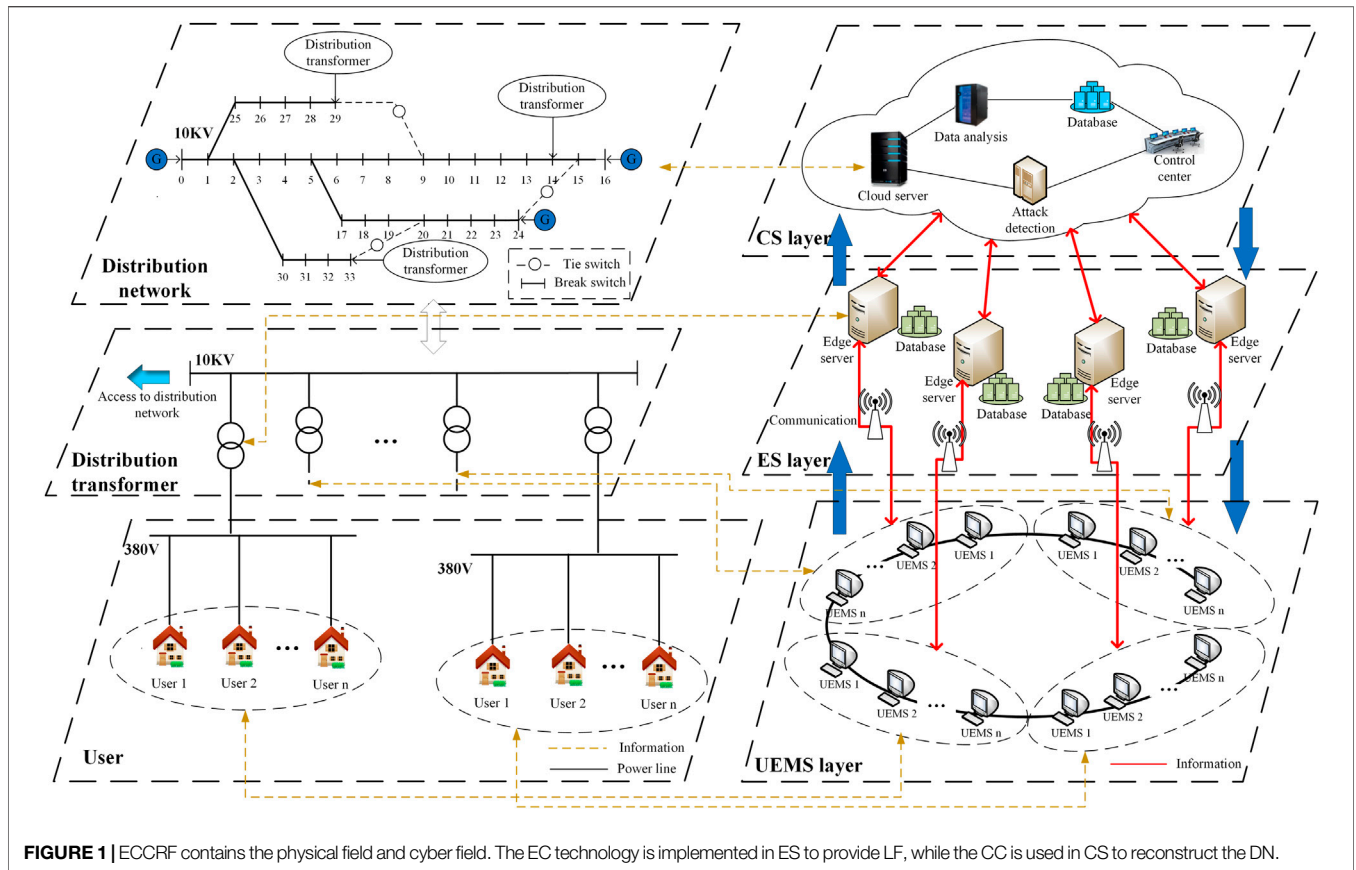 Distribution
transformer
Distribution
transformer
25 26 27 28 29
10KV
G
G
0 1 2 3 4 5 6 7 8 9 10 11 12 13 14 15 16
17 18 19 20 21 22 23 24
G
30 31 32 33
Distribution
transformer
Distribution
network
Tie switch
Break switch
Data analysis
Database
Control
center
Cloud server
Attack
detection
CS layer
10KV
Access to distribution
network
...
Distribution
transformer
Edge
server
Database
Edge
server
Database
Edge
server
Database
Edge
server
Database
Communication
ES layer
380V
User 1 User 2 ... User n
380V
User 1 User 2 ... User n
User
Information
Power line
UEMS 1
UEMS 2
...
UEMS n
UEMS 1
UEMS 2
...
UEMS n
UEMS 1
UEMS 2
...
UEMS n
UEMS 1
UEMS 2
...
UEMS n
UEMS layer
Information
FIGURE 1 | ECCRF contains the physical field and cyber field. The EC technology is implemented in ES to provide LF, while the CC is used in CS to reconstruct the DN.